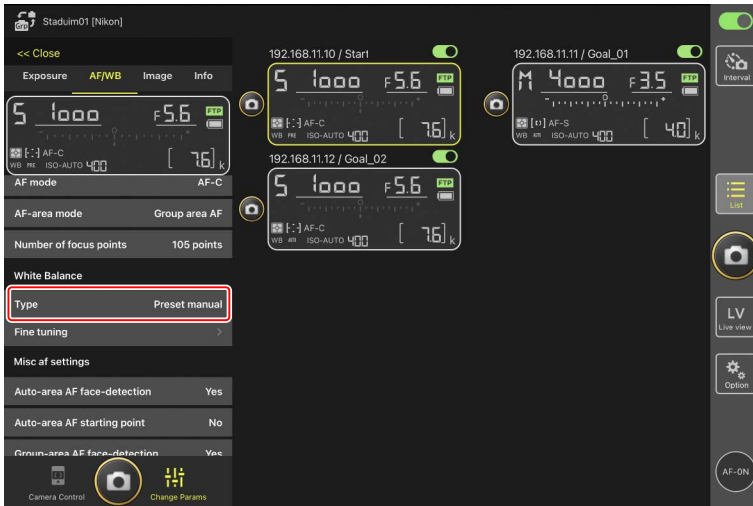 GRP
Staduim01 [Nikon]
<< Close
Exposure AF/WB Image Info
S 1000 F5.6 FTP
AF-C
WB PRE ISO-AUTO 400 [ 7.6] k
AF mode AF-C
AF-area mode Group area AF
Number of focus points 105 points
White Balance
Type Preset manual
Fine tuning >
Misc af settings
Auto-area AF face-detection Yes
Auto-area AF starting point No
Group-area AF face-detection Yes
Camera Control
Change Params
192.168.11.10 / Start
S 1000 F5.6 FTP
AF-C
WB PRE ISO-AUTO 400 [ 7.6] k
192.168.11.11 / Goal_01
M 4000 F3.5 FTP
AF-S
WB AUTO ISO-AUTO 400 [ 4.0] k
192.168.11.12 / Goal_02
S 1000 F5.6 FTP
AF-C
WB AUTO ISO-AUTO 400 [ 7.6] k
Interval
List
LV
Live view
Option
AF-ON